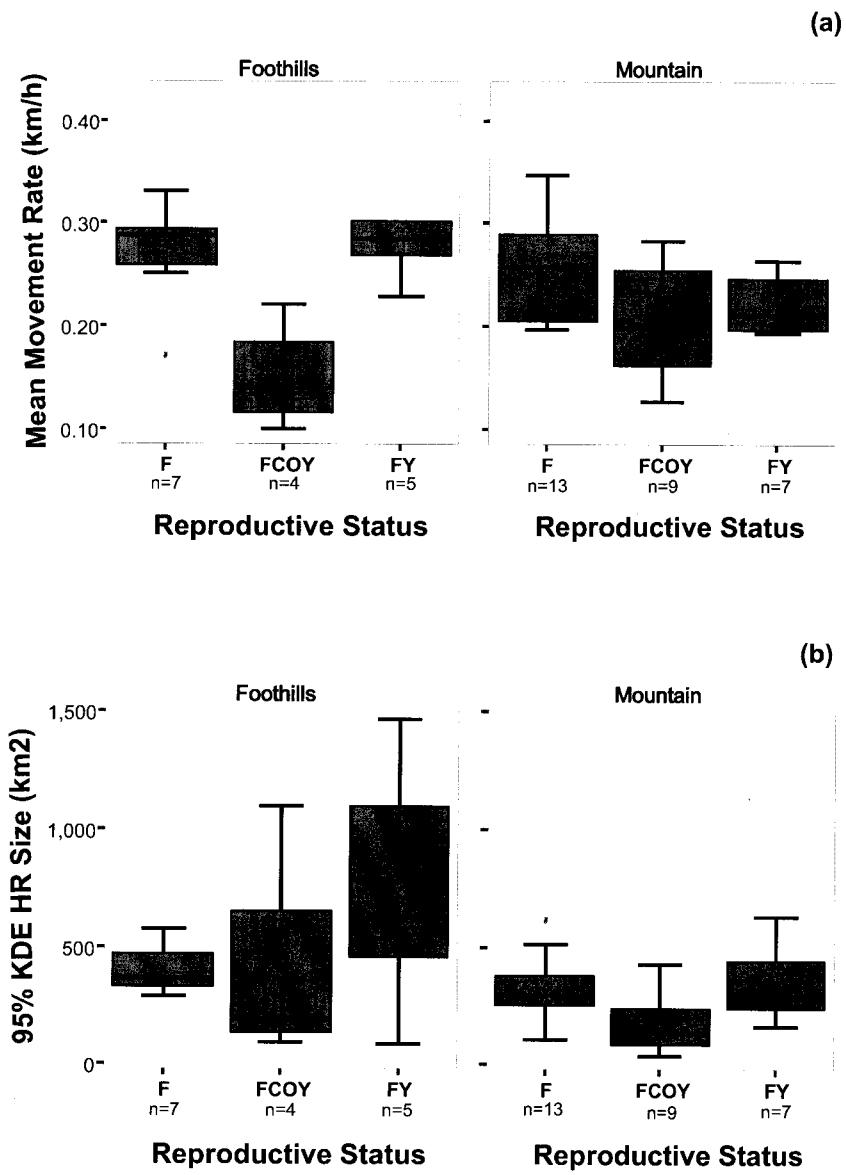 (a)
Foothills
Mountain
Mean Movement Rate (km/h)
0.40
0.30
0.20
0.10
F
FCOY
FY
F
FCOY
FY
n=7
n=4
n=5
n=13
n=9
n=7
Reproductive Status
Reproductive Status
(b)
Foothills
Mountain
95% KDE HR Size (km2)
1,500
1,000
500
0
F
FCOY
FY
F
FCOY
FY
n=7
n=4
n=5
n=13
n=9
n=7
Reproductive Status
Reproductive Status